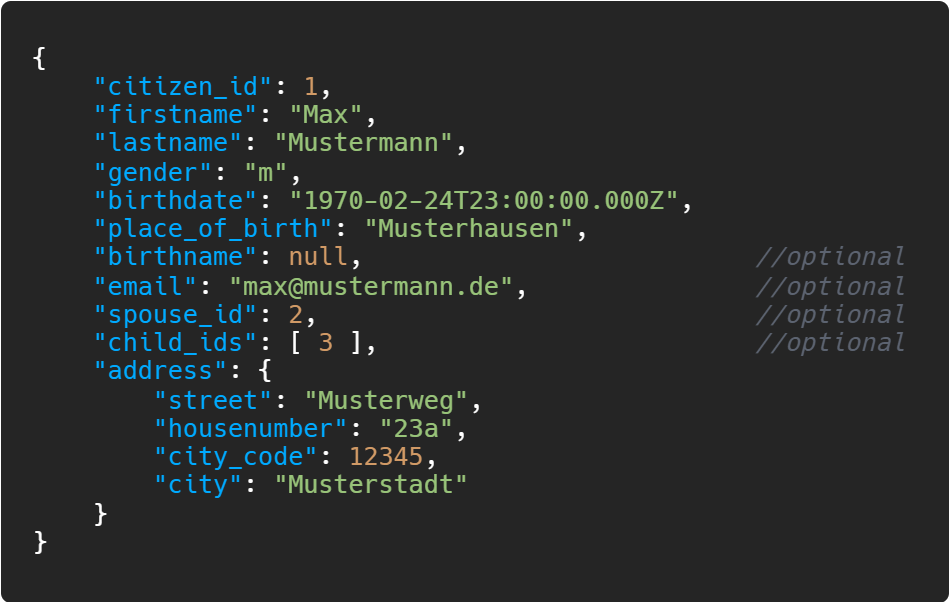 {
    "citizen_id": 1,
    "firstname": "Max",
    "lastname": "Mustermann",
    "gender": "m",
    "birthdate": "1970-02-24T23:00:00.000Z",
    "place_of_birth": "Musterhausen",
    "birthname": null,                          //optional
    "email": "max@mustermann.de",               //optional
    "spouse_id": 2,                             //optional
    "child_ids": [ 3 ],                         //optional
    "address": {
        "street": "Musterweg",
        "housenumber": "23a",
        "city_code": 12345,
        "city": "Musterstadt"
    }
}